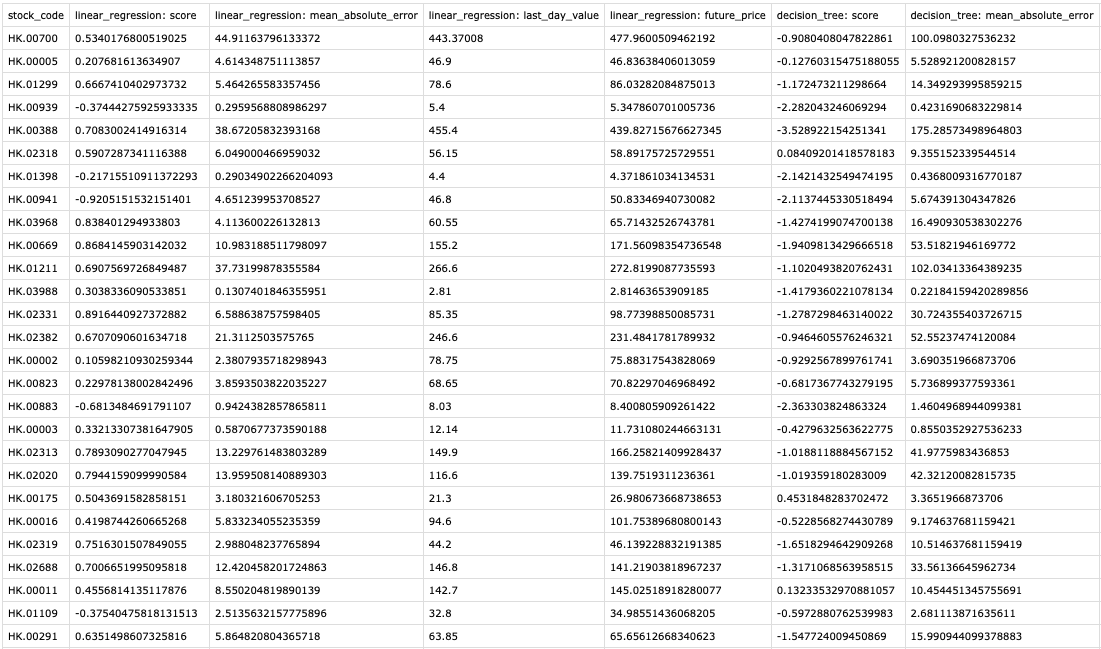 stock_code linear_regression: score linear_regression: mean_absolute_error linear_regression: last_day_value linear_regression: future_price decision_tree: score decision_tree: mean_absolute_error
HK.00700 0.5340176800519025 44.91163796133372 443.37008 477.9600509462192 -0.9080408047822861 100.0980327536232
HK.00005 0.207681613634907 4.614348751113857 46.9 46.83638406013059 -0.12760315475188055 5.528921200828157
HK.01299 0.6667410402973732 5.464265583357456 78.6 86.03282084875013 -1.172473211298664 14.349293995859215
HK.00939 -0.37444275925933335 0.2959568808986297 5.4 5.347860701005736 -2.282043246069294 0.4231690683229814
HK.00388 0.7083002414916314 38.67205832393168 455.4 439.82715676627345 -3.528922154251341 175.28573498964803
HK.02318 0.5907287341116388 6.049000466959032 56.15 58.89175725729551 0.08409201418578183 9.355152339544514
HK.01398 -0.21715510911372293 0.29034902266204093 4.4 4.371861034134531 -2.1421432549474195 0.4368009316770187
HK.00941 -0.9205151532151401 4.651239953708527 46.8 50.83346940730082 -2.1137445330518494 5.674391304347826
HK.03968 0.838401294933803 4.113600226132813 60.55 65.71432526743781 -1.4274199074700138 16.490930538302276
HK.00669 0.8684145903142032 10.983188511798097 155.2 171.56098354736548 -1.9409813429666518 53.51821946169772
HK.01211 0.6907569726849487 37.73199878355584 266.6 272.8199087735593 -1.1020493820762431 102.03413364389235
HK.03988 0.3038336090533851 0.1307401846355951 2.81 2.81463653909185 -1.4179360221078134 0.22184159420289856
HK.02331 0.8916440927372882 6.588638757598405 85.35 98.77398850085731 -1.2787298463140022 30.724355403726715
HK.02382 0.6707090601634718 21.3112503575765 246.6 231.4841781789932 -0.9464605576246321 52.55237474120084
HK.00002 0.10598210930259344 2.3807935718298943 78.75 75.88317543828069 -0.9292567899761741 3.690351966873706
HK.00823 0.22978138002842496 3.8593503822035227 68.65 70.82297046968492 -0.6817367743279195 5.736899377593361
HK.00883 -0.6813484691791107 0.9424382857865811 8.03 8.400805909261422 -2.363303824863324 1.4604968944099381
HK.00003 0.33213307381647905 0.5870677373590188 12.14 11.731080244663131 -0.4279632563622775 0.8550352927536233
HK.02313 0.7893090277047945 13.229761483803289 149.9 166.25821409928437 -1.0188118884567152 41.9775983436853
HK.02020 0.7944159099990584 13.959508140889303 116.6 139.7519311236361 -1.019359180283009 42.32120082815735
HK.00175 0.5043691582858151 3.180321606705253 21.3 26.980673668738653 0.4531848283702472 3.3651966873706
HK.00016 0.4198744260665268 5.833234055235359 94.6 101.75389680800143 -0.5228568274430789 9.174637681159421
HK.02319 0.7516301507849055 2.988048237765894 44.2 46.139228832191385 -1.6518294642909268 10.514637681159419
HK.02688 0.7006651995095818 12.420458201724863 146.8 141.21903818967237 -1.3171068563958515 33.56136645962734
HK.00011 0.4556814135117876 8.550204819890139 142.7 145.02518918280077 0.13233532970881057 10.454451345755691
HK.01109 -0.37540475818131513 2.5135632157775896 32.8 34.98551436068205 -0.5972880762539983 2.681113871635611
HK.00291 0.6351498607325816 5.864820804365718 63.85 65.65612668340623 -1.547724009450869 15.990944099378883